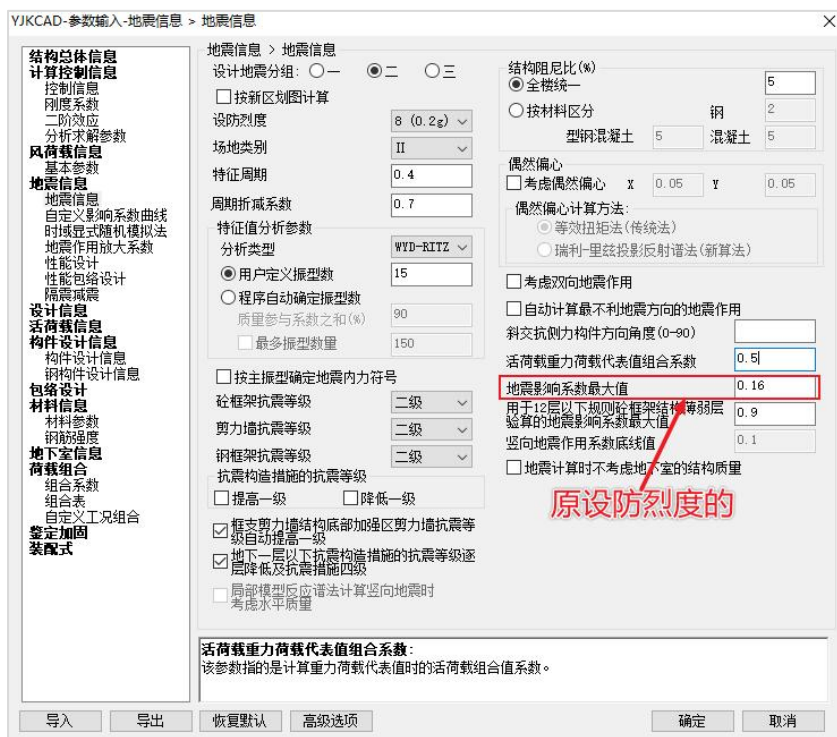 YJKCAD-参数输入-地震信息 > 地震信息
结构总体信息
计算控制信息
控制信息
刚度系数
二阶效应
分析求解参数
风荷载信息
基本参数
地震信息
地震信息
自定义影响系数曲线
时域显式随机模拟法
地震作用放大系数
性能设计
性能包络设计
隔震减震
设计信息
活荷载信息
构件设计信息
构件设计信息
钢构件设计信息
包络设计
材料信息
材料参数
钢筋强度
地下室信息
荷载组合
组合系数
组合表
自定义工况组合
鉴定加固
装配式
地震信息 > 地震信息
设计地震分组: 一 二 三
按新区划图计算
设防烈度 8 (0.2g)
场地类别 II
特征周期 0.4
周期折减系数 0.7
特征值分析参数
分析类型 WYD-RITZ
用户定义振型数 15
程序自动确定振型数
质量参与系数之和(%) 90
最多振型数量 150
按主振型确定地震内力符号
砼框架抗震等级 二级
剪力墙抗震等级 二级
钢框架抗震等级 二级
抗震构造措施的抗震等级
提高一级 降低一级
框支剪力墙结构底部加强区剪力墙抗震等
级自动提高一级
地下一层以下抗震构造措施的抗震等级逐
层降低及抗震措施四级
局部模型反应谱法计算竖向地震时
考虑水平质量
结构阻尼比(%)
全楼统一 5
按材料区分 钢 2
型钢混凝土 5 混凝土 5
偶然偏心
考虑偶然偏心 X 0.05 Y 0.05
偶然偏心计算方法:
等效扭矩法(传统法)
瑞利-里兹投影反射谱法(新算法)
考虑双向地震作用
自动计算最不利地震方向的地震作用
斜交抗侧力构件方向角度(0-90)
活荷载重力荷载代表值组合系数 0.5
地震影响系数最大值 0.16
用于12层以下规则砼框架结构薄弱层
验算的地震影响系数最大值 0.9
竖向地震作用系数底线值 0.1
地震计算时不考虑地下室的结构质量
原设防烈度的
活荷载重力荷载代表值组合系数:
该参数指的是计算重力荷载代表值时的活荷载组合值系数。
导入 导出 恢复默认 高级选项 确定 取消